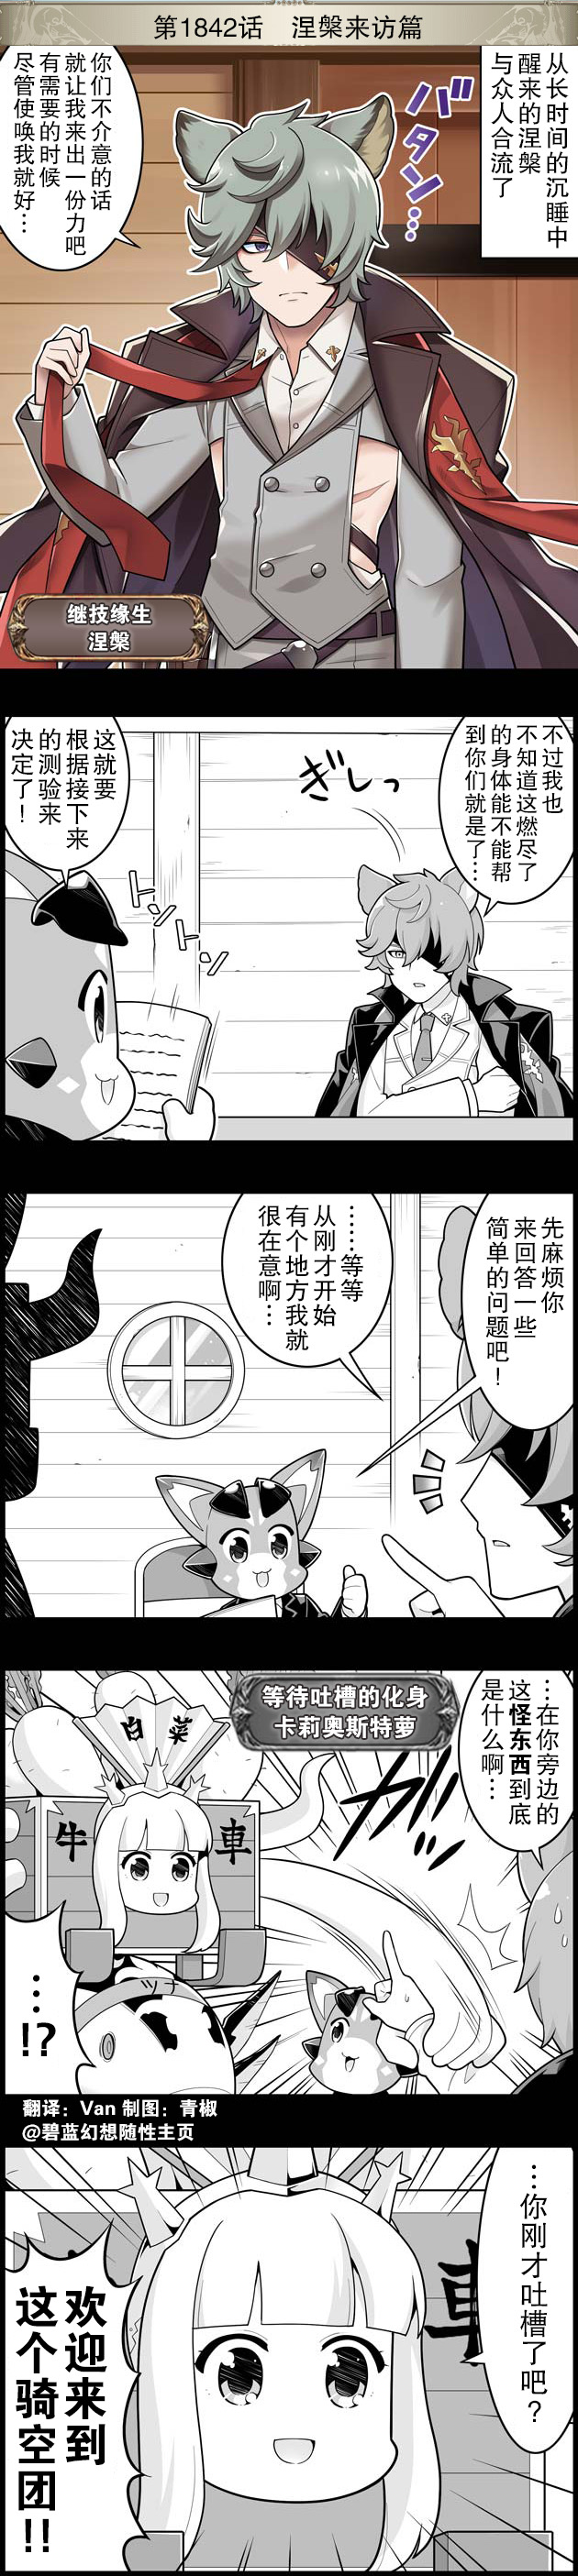 第1842话　涅槃来访篇
从长时间的沉睡中
醒来的涅槃
与众人合流了
バタン…
你们不介意的话
就让我来出一份力吧
有需要的时候
尽管使唤我就好…
继技缘生
涅槃
不过我也
不知道这燃尽了
的身体能不能帮
到你们就是了…
ぎしっ
这就要
根据接下来
的测验来
决定了！
トントン
先麻烦你
来回答一些
简单的问题吧！
……等等
从刚才开始
有个地方我就
很在意啊…
…在你旁边的
这怪东西到底
是什么啊…
等待吐槽的化身
卡莉奥斯特萝
白菜
牛車
ガッ
ツナ
…!?
翻译：Van 制图：青椒
@碧蓝幻想随性主页
…你刚才吐槽了吧？
車
欢迎来到
这个骑空团!!